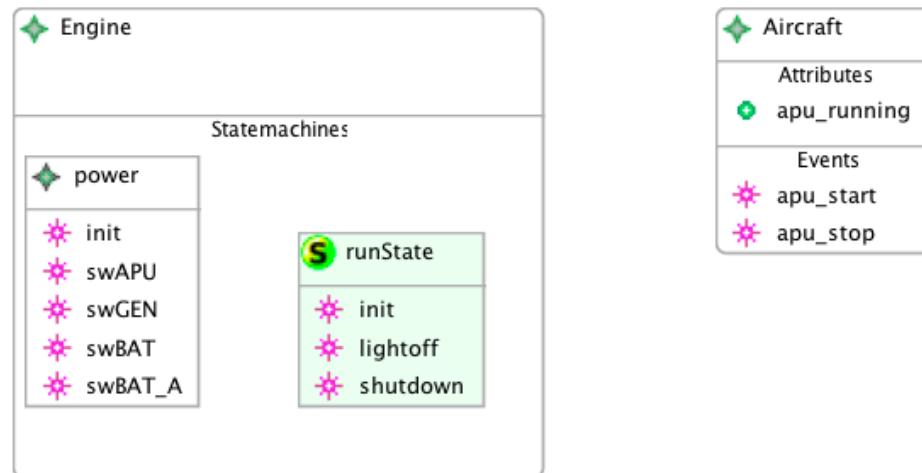 Engine
Statemachines
power
init
swAPU
swGEN
swBAT
swBAT_A
runState
init
lightoff
shutdown
Aircraft
Attributes
apu_running
Events
apu_start
apu_stop